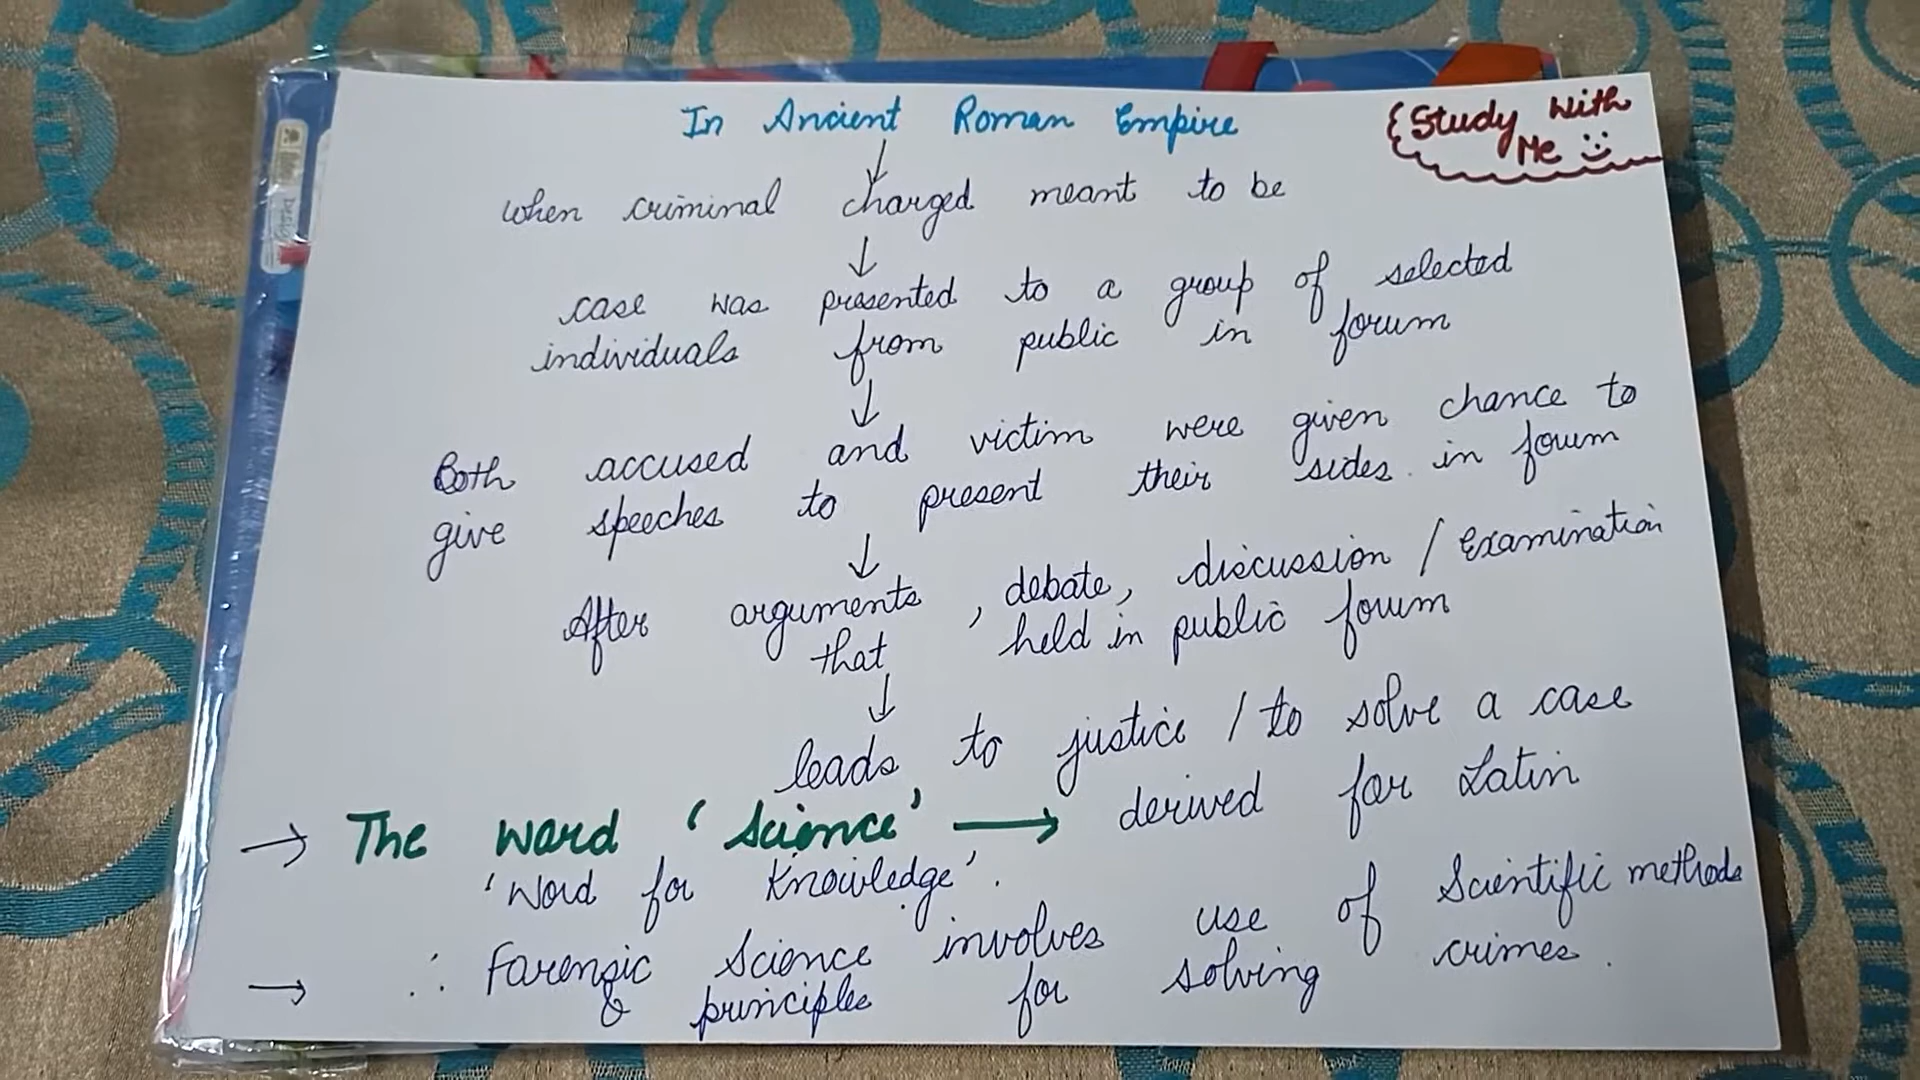 In Ancient Roman Empire
{Study With
Me
↓
when criminal charged meant to be
↓
case was presented to a group of selected
individuals from public in forum
↓
Both accused and victim were given chance to
give speeches to present their sides in forum
↓
After arguments, debate, discussion / Examination
that held in public forum
↓
leads to justice / to solve a case
→ The word 'Science' → derived for Latin
'Word for Knowledge'.
→ ∴ Forensic Science involves use of Scientific methods
& principles for solving crimes.